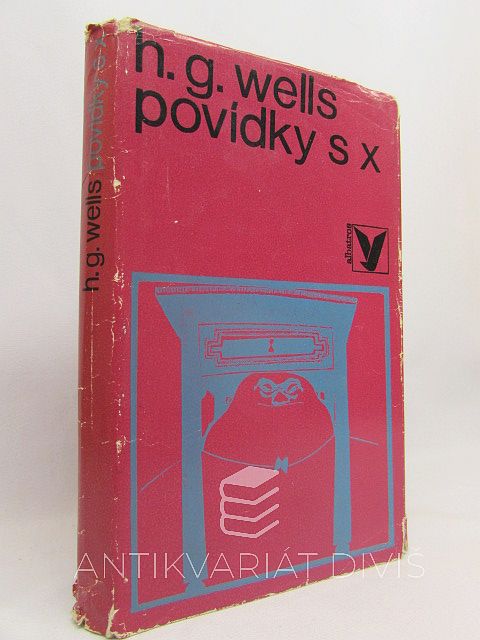 h. g. wells
povídky s x
h. g. wells povídky s x
albatros
ANTIKVARIÁT DIVIŠ